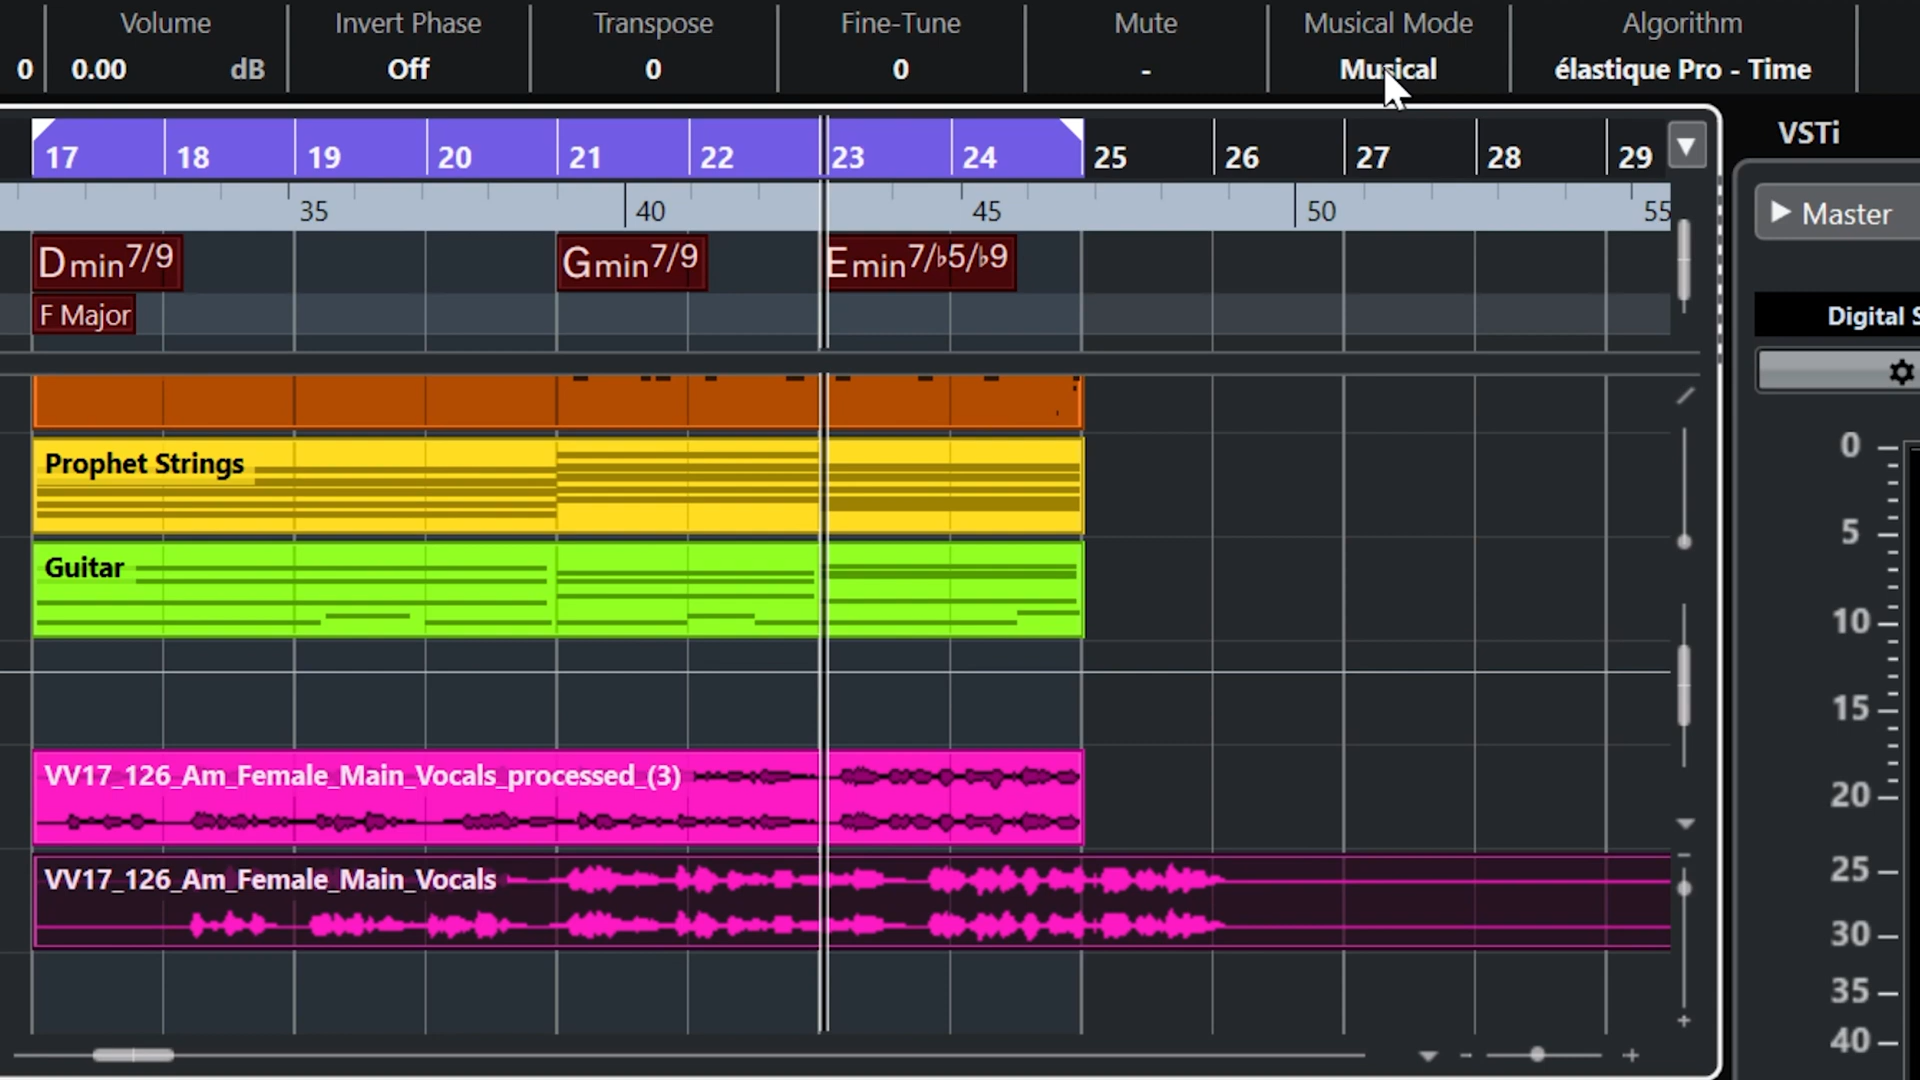 Volume Invert Phase Transpose Fine-Tune Mute Musical Mode Algorithm
0 0.00 dB Off 0 0 - Musical élastique Pro - Time
17 18 19 20 21 22 23 24 25 26 27 28 29
VSTi
35 40 45 50 55
Master
Dmin7/9 Gmin7/9 Emin7/♭5/♭9
F Major
Digital S
Prophet Strings
Guitar
VV17_126_Am_Female_Main_Vocals_processed_(3)
VV17_126_Am_Female_Main_Vocals
0
5
10
15
20
25
30
35
40